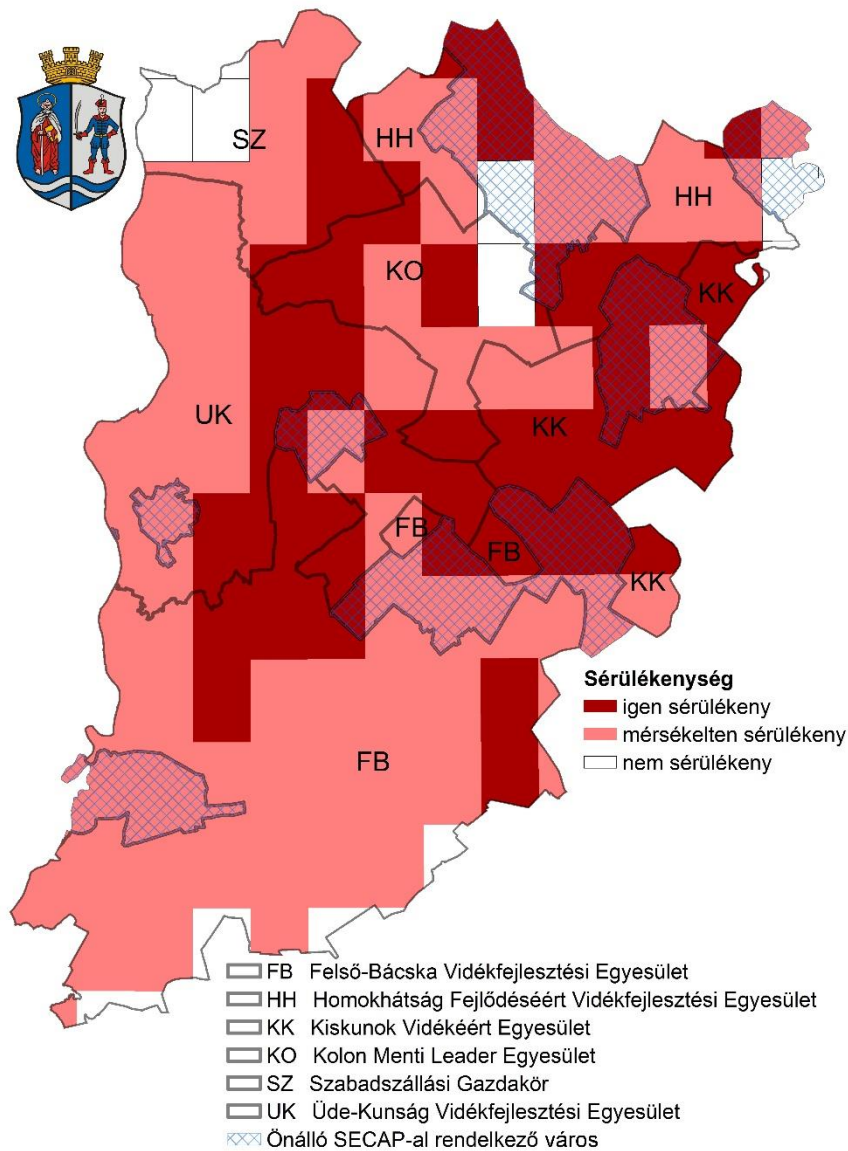 SZ
HH
HH
KO
KK
UK
KK
FB
FB
KK
Sérülékenység
igen sérülékeny
mérsékelten sérülékeny
nem sérülékeny
FB
FB Felső-Bácska Vidékfejlesztési Egyesület
HH Homokhátság Fejlődéséért Vidékfejlesztési Egyesület
KK Kiskunok Vidékéért Egyesület
KO Kolon Menti Leader Egyesület
SZ Szabadszállási Gazdakör
UK Üde-Kunság Vidékfejlesztési Egyesület
Önálló SECAP-al rendelkező város